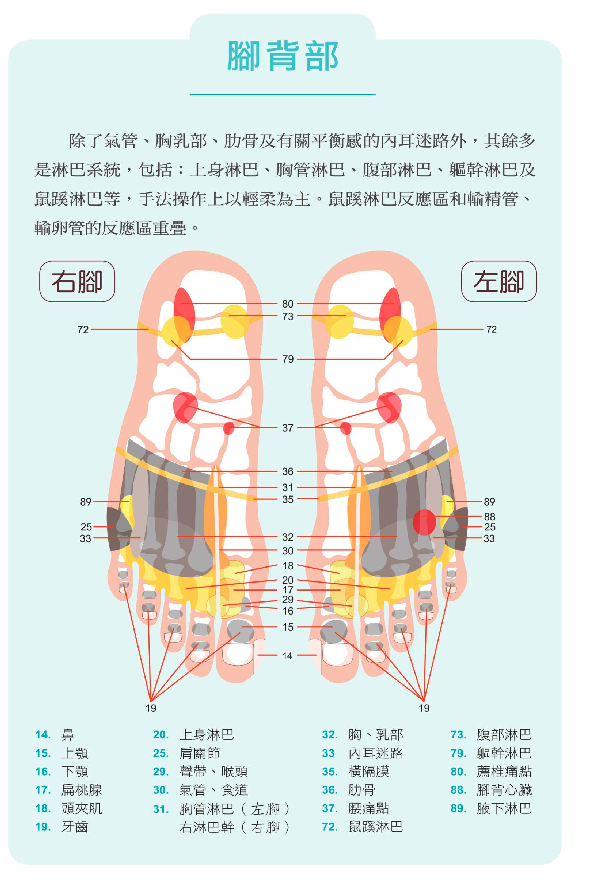 腳背部
除了氣管、胸乳部、肋骨及有關平衡感的內耳迷路外，其餘多
是淋巴系統，包括：上身淋巴、胸管淋巴、腹部淋巴、軀幹淋巴及
鼠蹊淋巴等，手法操作上以輕柔為主。鼠蹊淋巴反應區和輸精管、
輸卵管的反應區重疊。
右腳
左腳
80
73
72
72
79
37
36
31
35
89
89
88
25
25
33
33
32
30
18
20
17
29
16
15
14
19
19
14. 鼻
15. 上顎
16. 下顎
17. 扁桃腺
18. 頸夾肌
19. 牙齒
20. 上身淋巴
25. 肩關節
29. 聲帶、喉頭
30. 氣管、食道
31. 胸管淋巴（左腳）
右淋巴幹（右腳）
32. 胸、乳部
33 內耳迷路
35. 橫隔膜
36. 肋骨
37. 腰痛點
72. 鼠蹊淋巴
73. 腹部淋巴
79. 軀幹淋巴
80. 薦椎痛點
88. 腳背心臟
89. 腋下淋巴